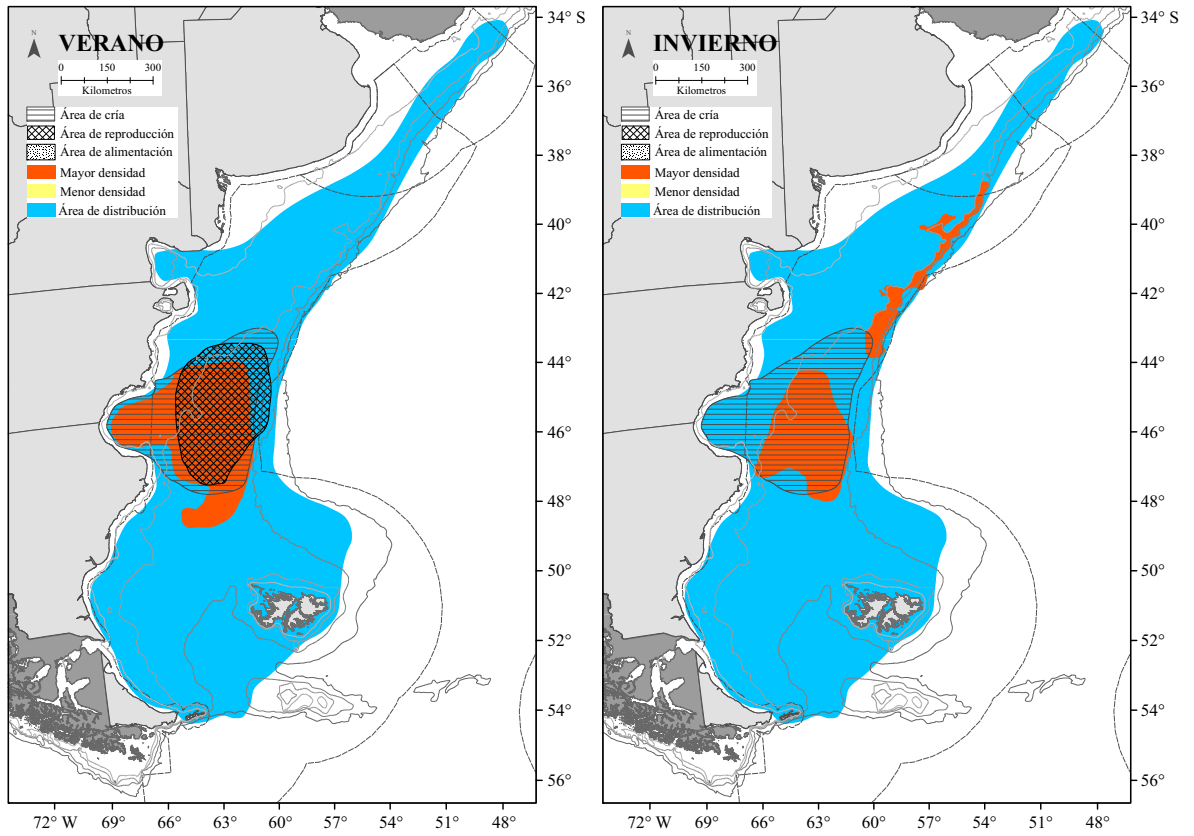 N
VERANO
0 150 300
Kilometros
Área de cría
Área de reproducción
Área de alimentación
Mayor densidad
Menor densidad
Área de distribución
72° W 69° 66° 63° 60° 57° 54° 51° 48°
N
INVIERNO
0 150 300
Kilometros
Área de cría
Área de reproducción
Área de alimentación
Mayor densidad
Menor densidad
Área de distribución
72° W 69° 66° 63° 60° 57° 54° 51° 48°
34° S
36°
38°
40°
42°
44°
46°
48°
50°
52°
54°
56°
34° S
36°
38°
40°
42°
44°
46°
48°
50°
52°
54°
56°